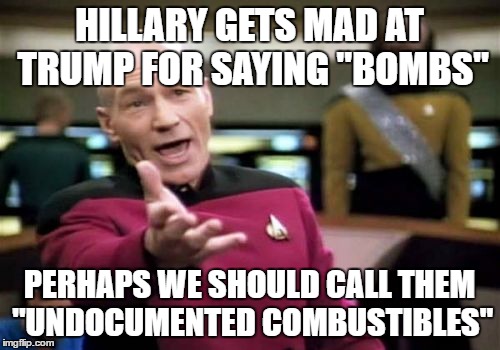 HILLARY GETS MAD AT
TRUMP FOR SAYING "BOMBS"
PERHAPS WE SHOULD CALL THEM
"UNDOCUMENTED COMBUSTIBLES"
imgflip.com